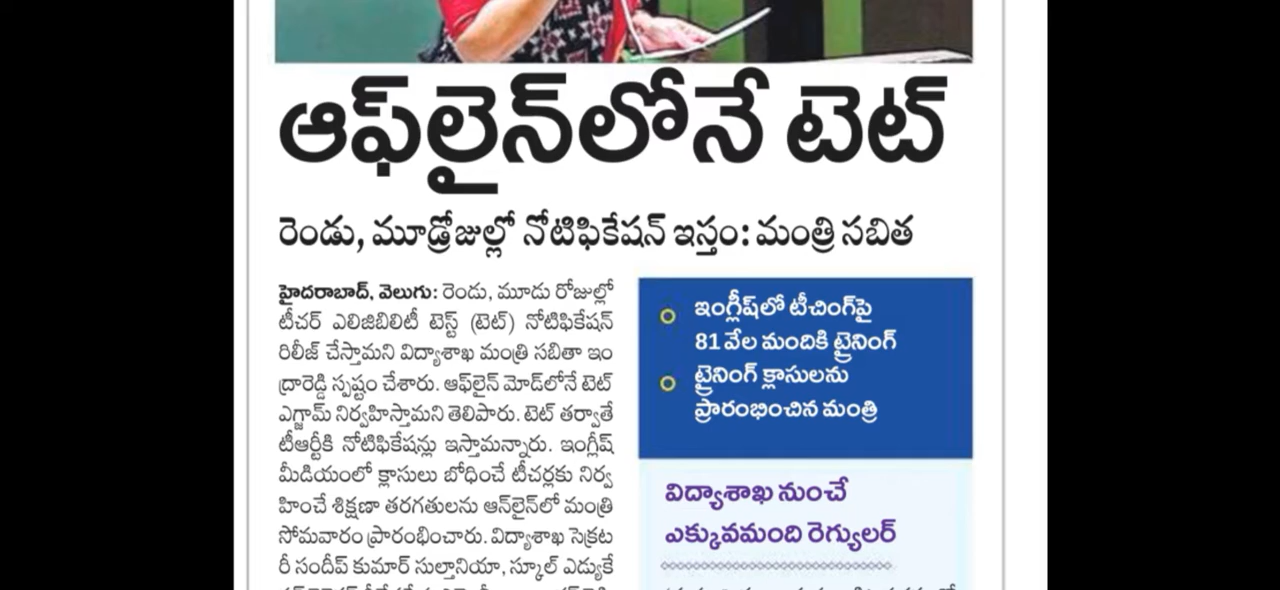 ఆఫ్‌లైన్‌లోనే టెట్
రెండు, మూడ్రోజుల్లో నోటిఫికేషన్ ఇస్తం: మంత్రి సబిత
హైదరాబాద్, వెలుగు: రెండు, మూడు రోజుల్లో
టీచర్ ఎలిజిబిలిటీ టెస్ట్ (టెట్) నోటిఫికేషన్
రిలీజ్ చేస్తామని విద్యాశాఖ మంత్రి సబితా ఇం
ద్రారెడ్డి స్పష్టం చేశారు. ఆఫ్‌లైన్ మోడ్‌లోనే టెట్
ఎగ్జామ్ నిర్వహిస్తామని తెలిపారు. టెట్ తర్వాతే
టీఆర్టీకి నోటిఫికేషన్లు ఇస్తామన్నారు. ఇంగ్లీష్
మీడియంలో క్లాసులు బోధించే టీచర్లకు నిర్వ
హించే శిక్షణా తరగతులను ఆన్‌లైన్‌లో మంత్రి
సోమవారం ప్రారంభించారు. విద్యాశాఖ సెక్రట
రీ సందీప్ కుమార్ సుల్తానియా, స్కూల్ ఎడ్యుకే
ఇంగ్లీష్‌లో టీచింగ్‌పై
81 వేల మందికి ట్రైనింగ్
ట్రైనింగ్ క్లాసులను
ప్రారంభించిన మంత్రి
విద్యాశాఖ నుంచే
ఎక్కువమంది రెగ్యులర్